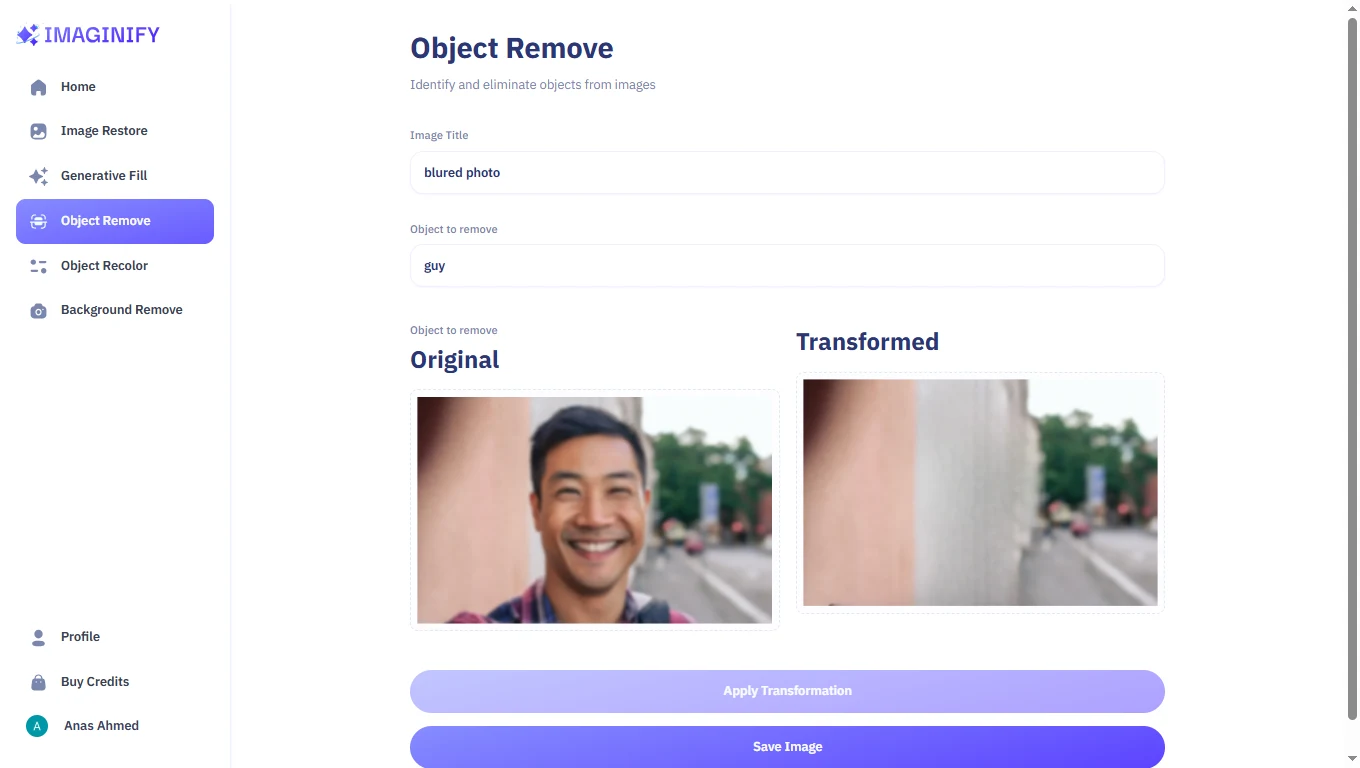 IMAGINIFY
Home
Image Restore
Generative Fill
Object Remove
Object Recolor
Background Remove
Profile
Buy Credits
A Anas Ahmed
Object Remove
Identify and eliminate objects from images
Image Title
blured photo
Object to remove
guy
Object to remove
Original
Transformed
Apply Transformation
Save Image